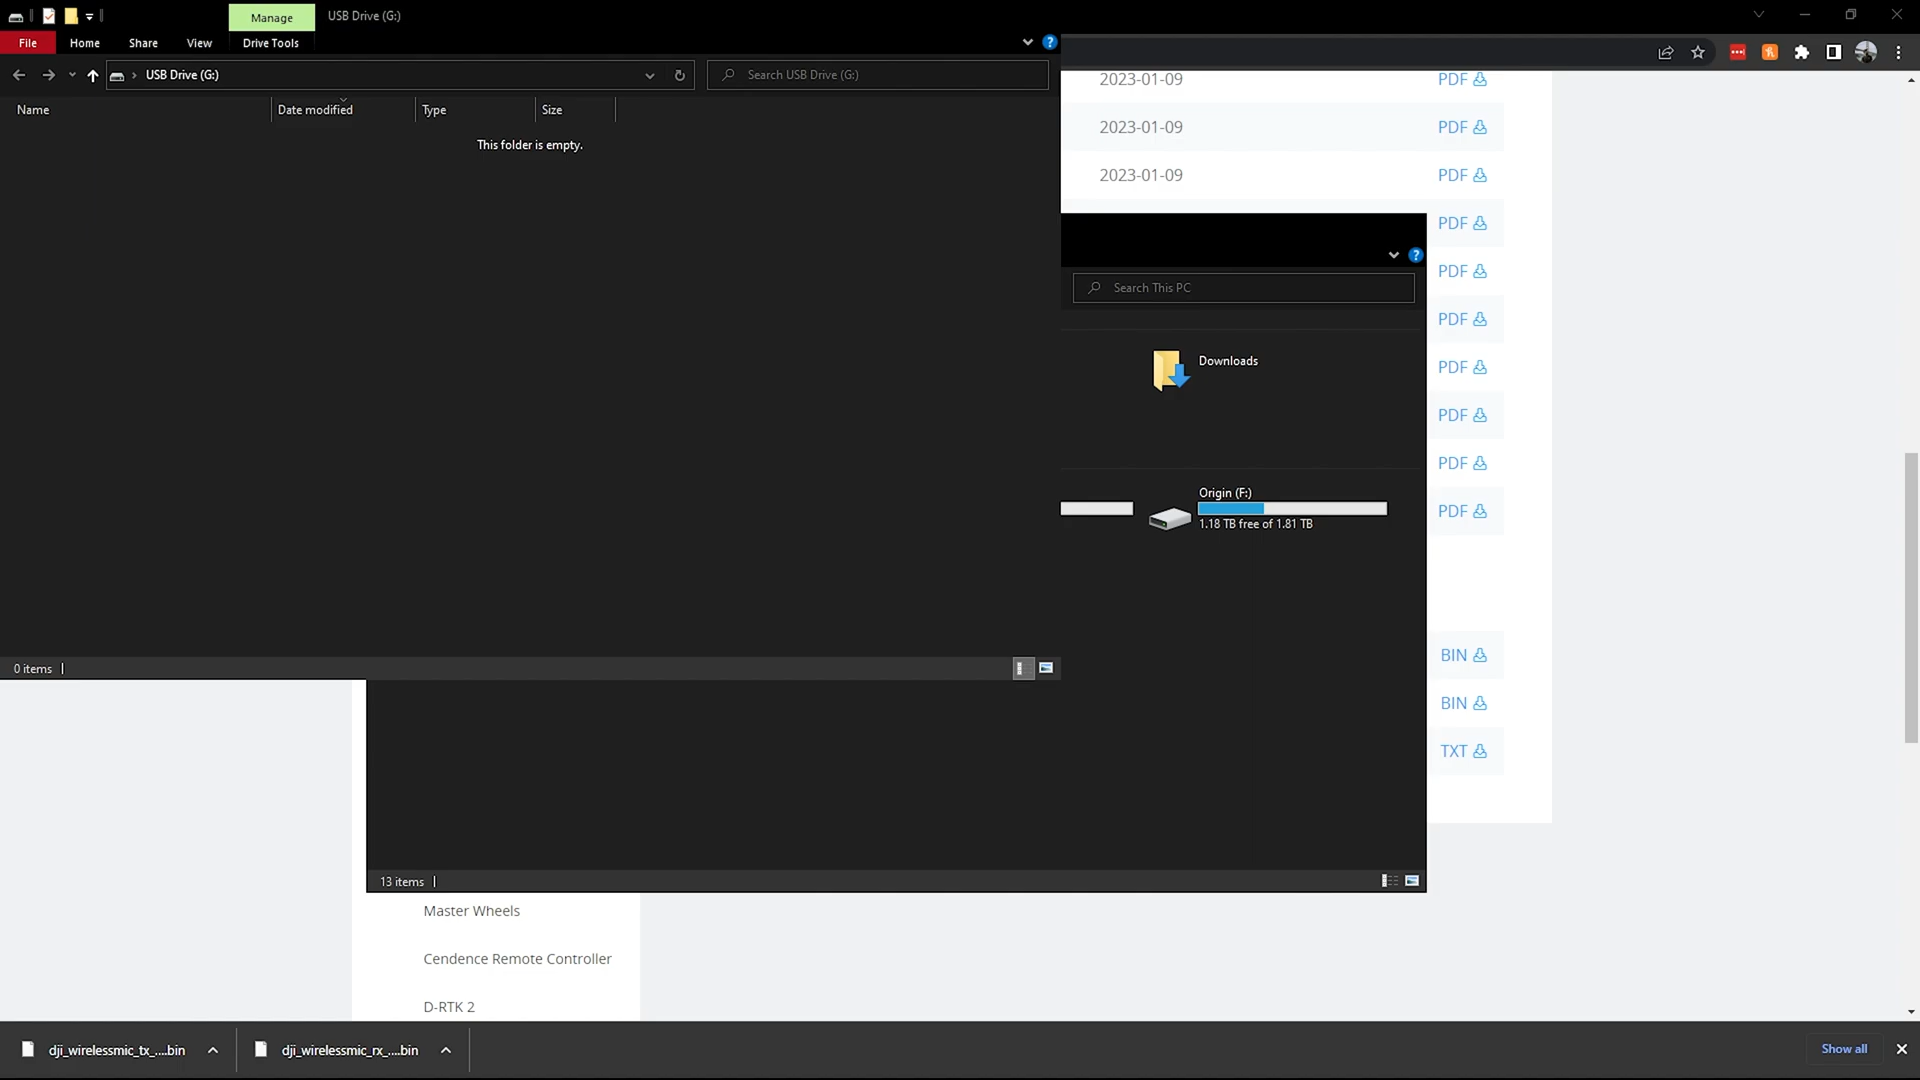 Manage
USB Drive (G:)
File
Home
Share
View
Drive Tools
USB Drive (G:)
Search USB Drive (G:)
Name
Date modified
Type
Size
This folder is empty.
0 items
2023-01-09 PDF
2023-01-09 PDF
2023-01-09 PDF
PDF
PDF
PDF
PDF
PDF
PDF
PDF
Search This PC
Downloads
Origin (F:)
1.18 TB free of 1.81 TB
BIN
BIN
TXT
13 items
Master Wheels
Cendence Remote Controller
D-RTK 2
dji_wirelessmic_tx_....bin
dji_wirelessmic_rx_....bin
Show all